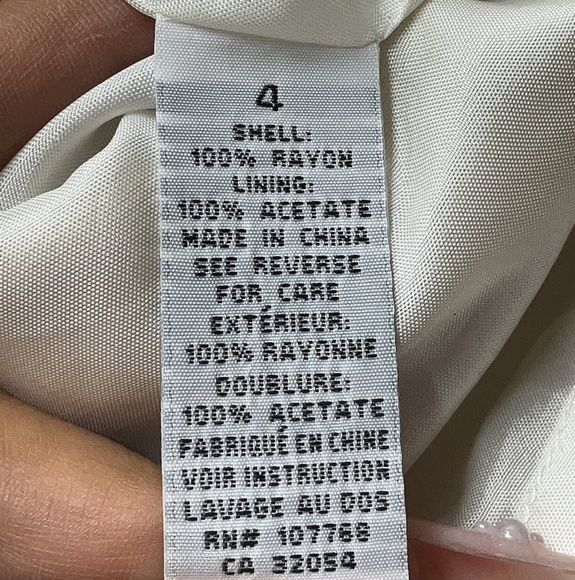 4
SHELL:
100% RAYON
LINING:
100% ACETATE
MADE IN CHINA
SEE REVERSE
FOR CARE
EXTÉRIEUR:
100% RAYONNE
DOUBLURE:
100% ACETATE
FABRIQUÉ EN CHINE
VOIR INSTRUCTION
LAVAGE AU DOS
RN# 107768
CA 32054